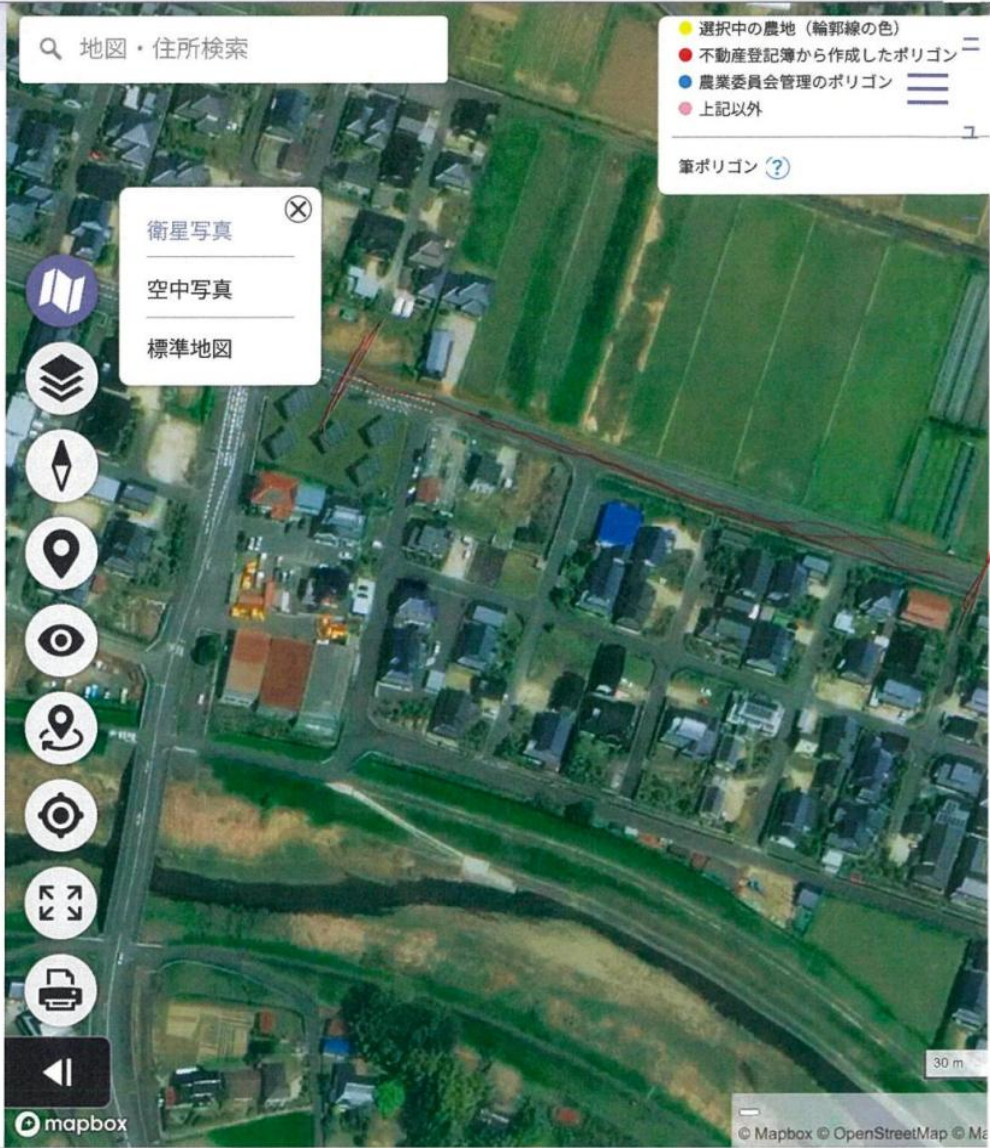 地図・住所検索
選択中の農地（輪郭線の色）
不動産登記簿から作成したポリゴン
農業委員会管理のポリゴン
上記以外
筆ポリゴン ?
衛星写真
空中写真
標準地図
30 m
mapbox
© Mapbox © OpenStreetMap © Ma